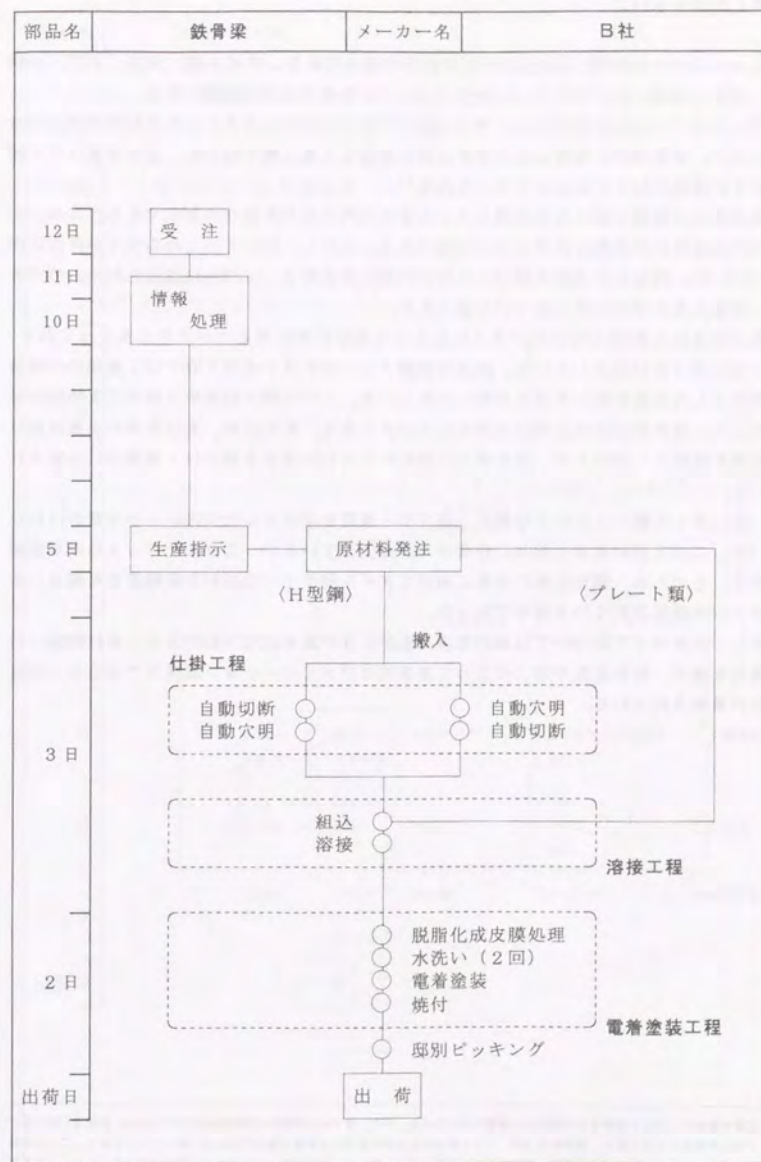 部品名 鉄骨梁 メーカー名 B社
12日 受 注
11日 情報
10日 処理
5日 生産指示 原材料発注
〈H型鋼〉 〈プレート類〉
搬入
仕掛工程
自動切断 自動穴明
自動穴明 自動切断
3日
組込
溶接
溶接工程
脱脂化成皮膜処理
水洗い（2回）
2日 電着塗装
焼付
電着塗装工程
邸別ピッキング
出荷日 出 荷